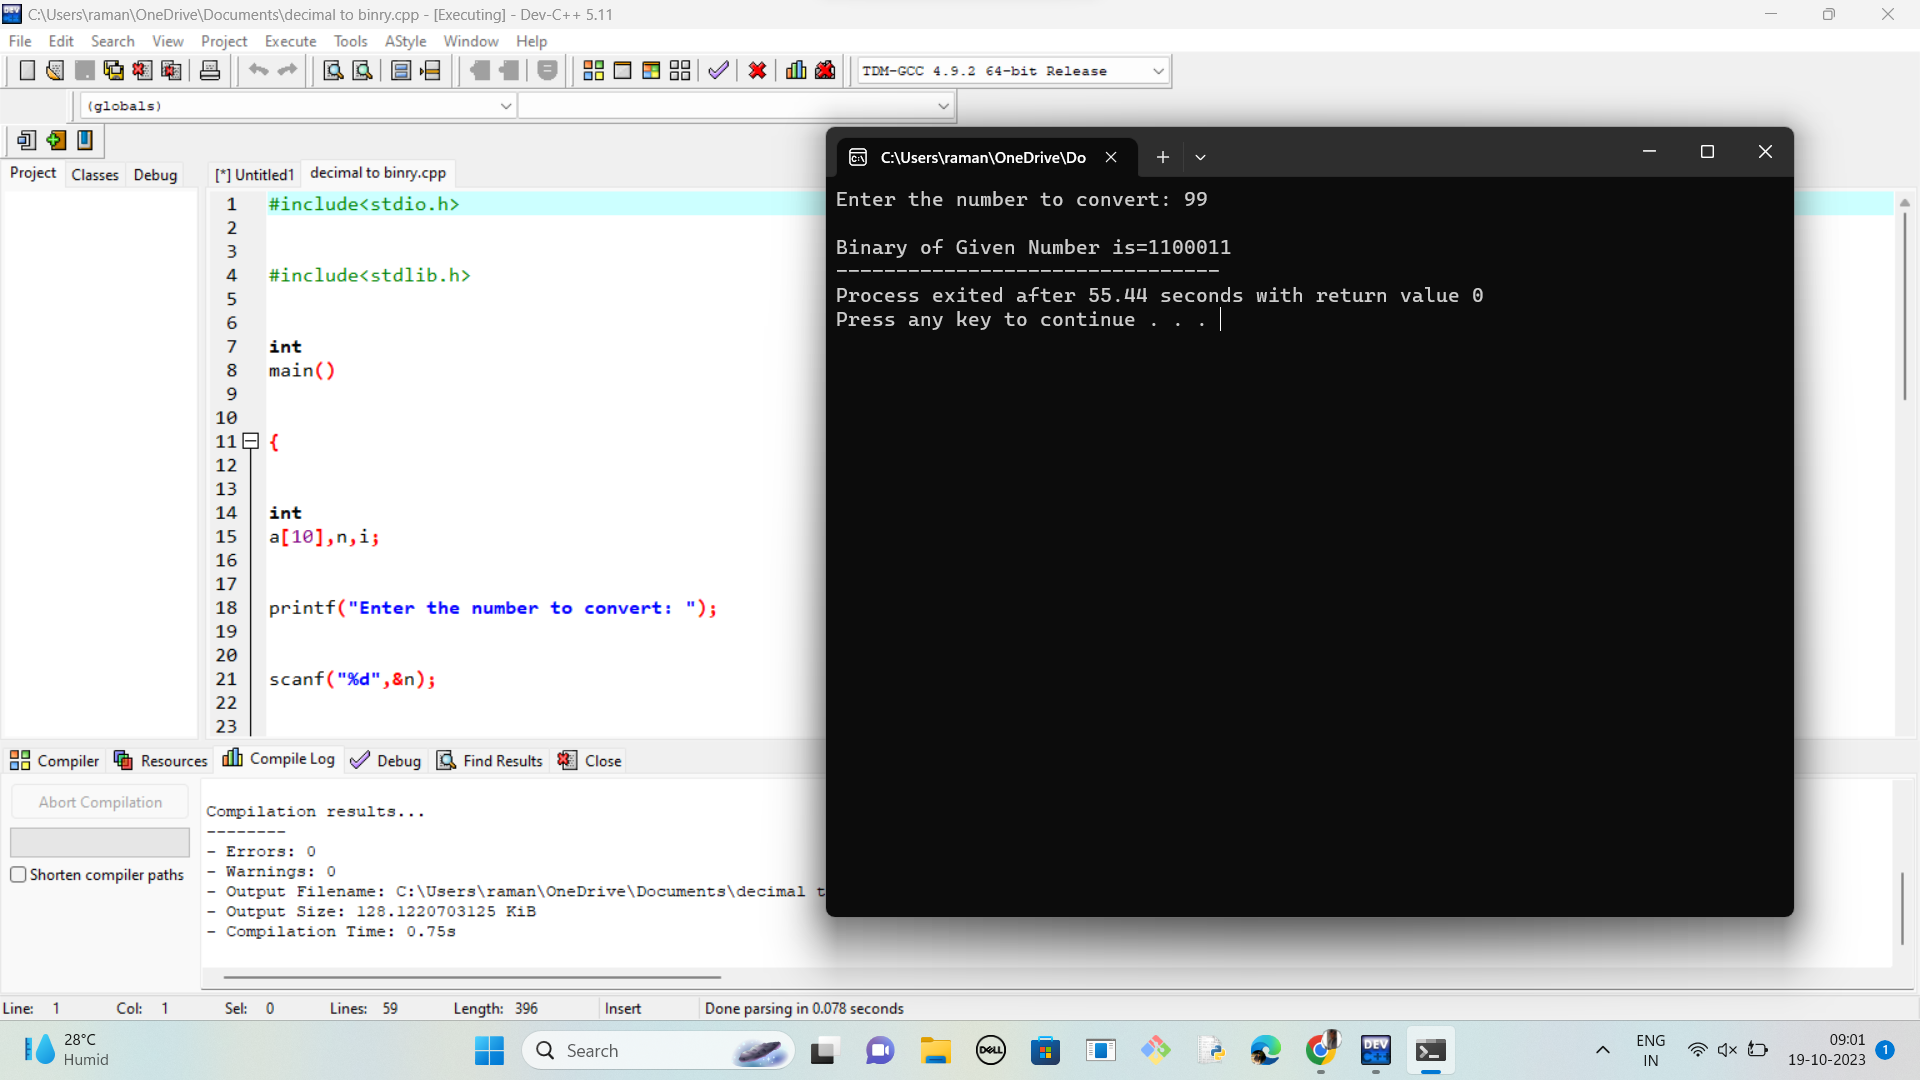 C:\Users\raman\OneDrive\Documents\decimal to binry.cpp - [Executing] - Dev-C++ 5.11
File Edit Search View Project Execute Tools AStyle Window Help
TDM-GCC 4.9.2 64-bit Release
(globals)
Project Classes Debug
[*] Untitled1 decimal to binry.cpp
1 #include<stdio.h>
2
3
4 #include<stdlib.h>
5
6
7 int
8 main()
9
10
11 {
12
13
14 int
15 a[10],n,i;
16
17
18 printf("Enter the number to convert: ");
19
20
21 scanf("%d",&n);
22
23
C:\Users\raman\OneDrive\Do
Enter the number to convert: 99
Binary of Given Number is=1100011
--------------------------------
Process exited after 55.44 seconds with return value 0
Press any key to continue . . .
Compiler Resources Compile Log Debug Find Results Close
Abort Compilation
Shorten compiler paths
Compilation results...
--------
- Errors: 0
- Warnings: 0
- Output Filename: C:\Users\raman\OneDrive\Documents\decimal t
- Output Size: 128.1220703125 KiB
- Compilation Time: 0.75s
Line: 1 Col: 1 Sel: 0 Lines: 59 Length: 396 Insert Done parsing in 0.078 seconds
28°C
Humid
Search
DELL
DEV
C++
ENG
IN
09:01
19-10-2023
1